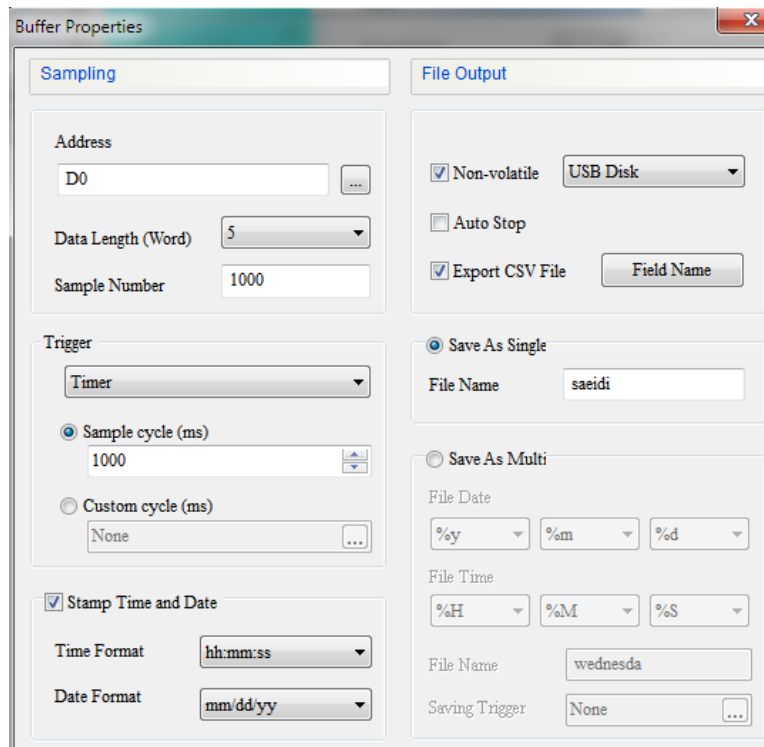 Buffer Properties
Sampling
Address
D0
...
Data Length (Word)
5
Sample Number
1000
Trigger
Timer
Sample cycle (ms)
1000
Custom cycle (ms)
None
...
Stamp Time and Date
Time Format
hh:mm:ss
Date Format
mm/dd/yy
File Output
Non-volatile
USB Disk
Auto Stop
Export CSV File
Field Name
Save As Single
File Name
saeidi
Save As Multi
File Date
%y
%m
%d
File Time
%H
%M
%S
File Name
wednesda
Saving Trigger
None
...